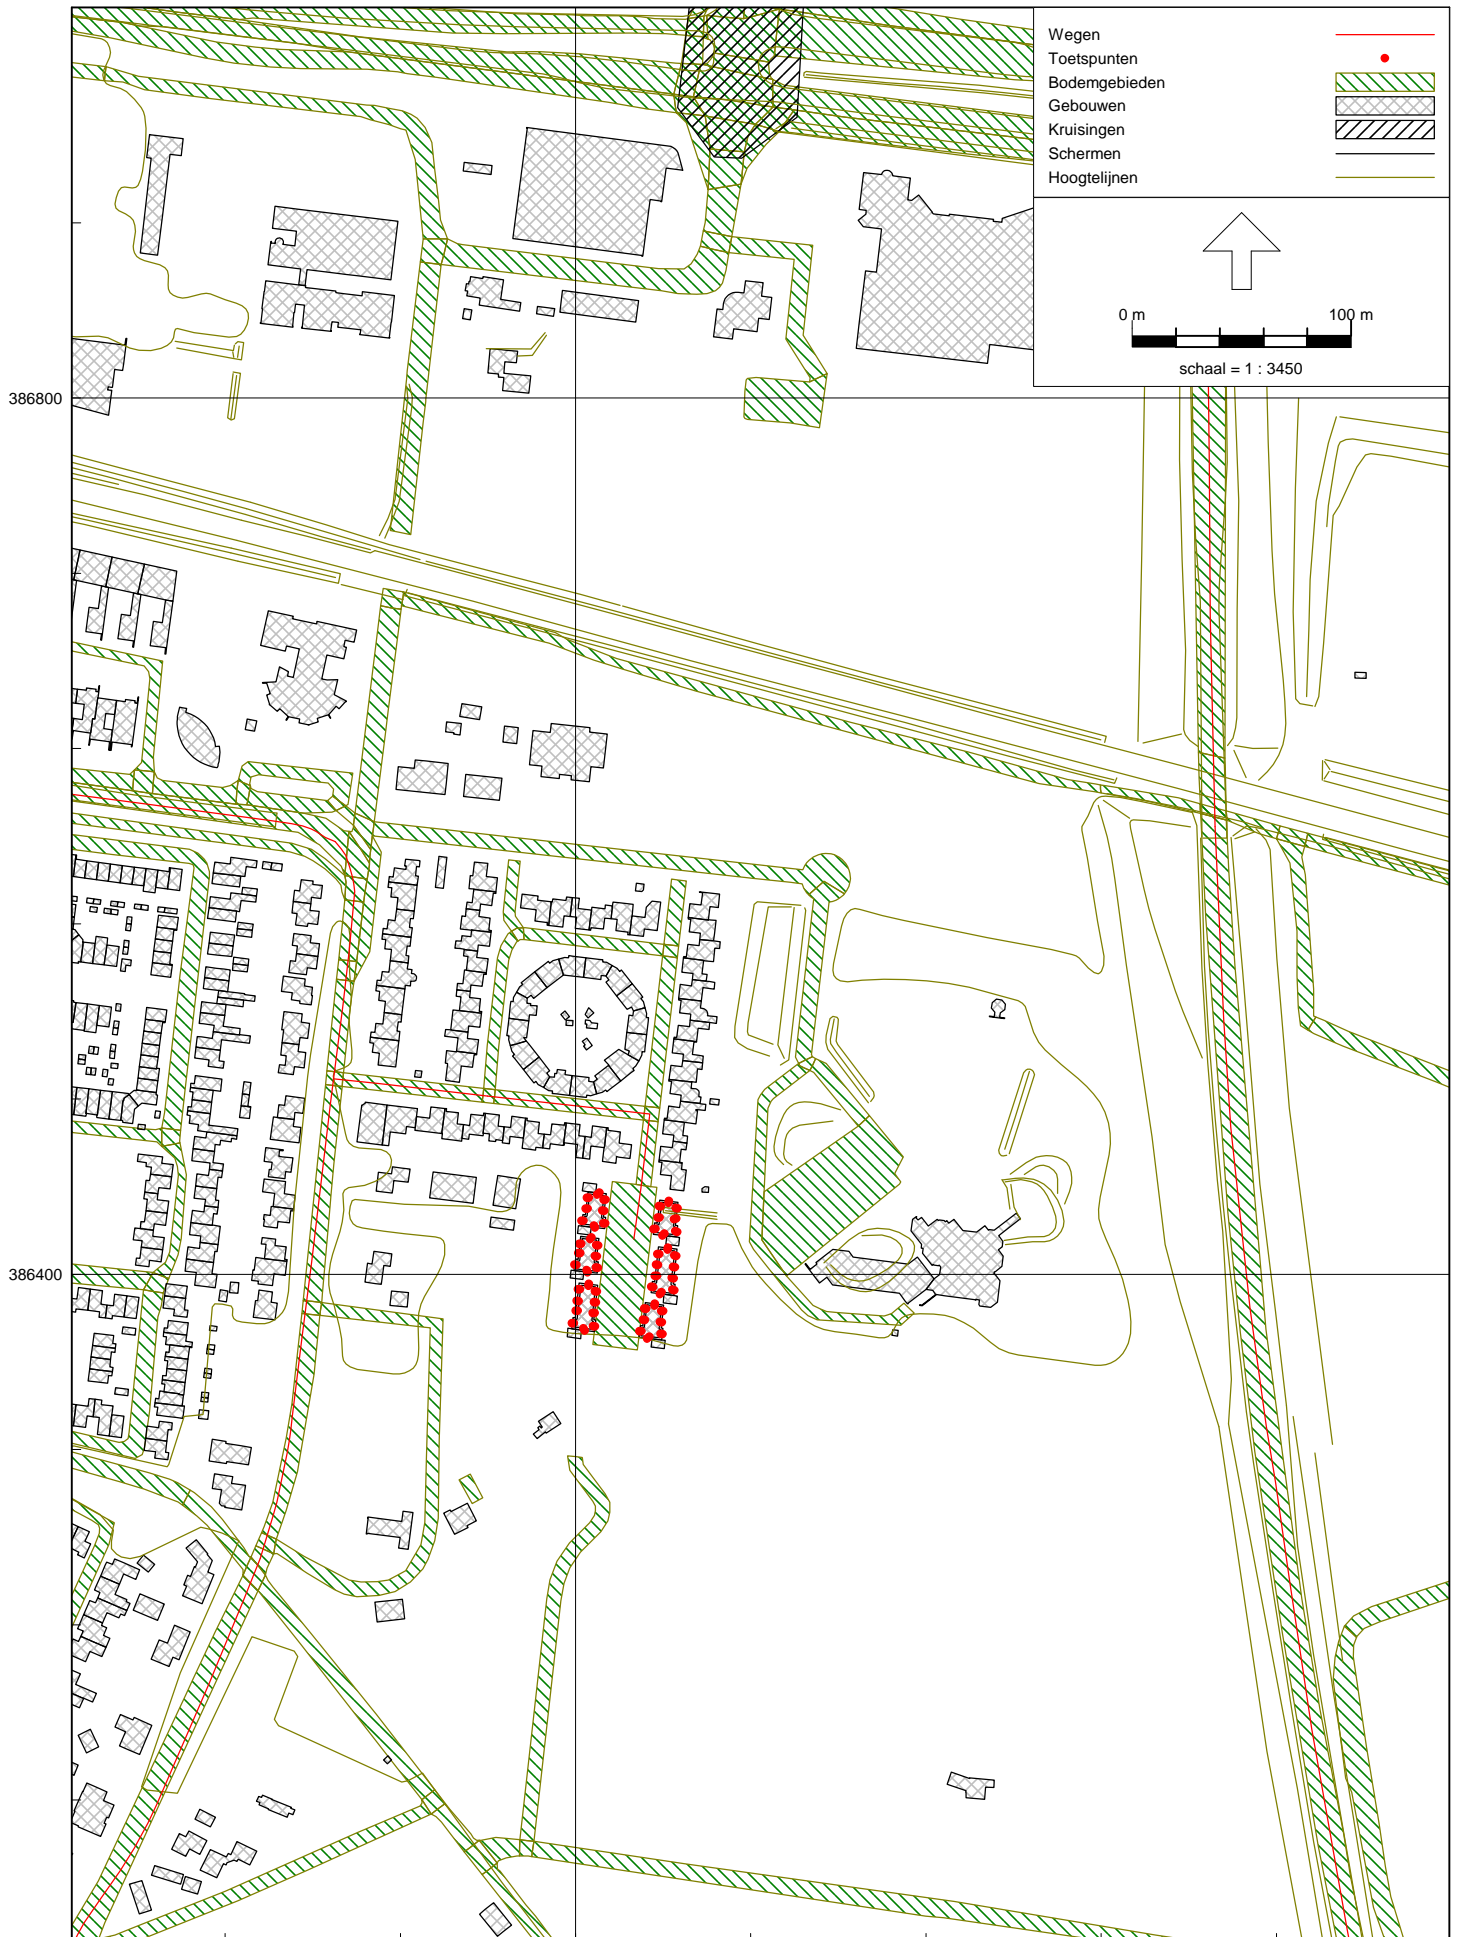 Wegen
Toetspunten
Bodemgebieden
Gebouwen
Kruisingen
Schermen
Hoogtelijnen
0 m 100 m
schaal = 1 : 3450
386800
386400